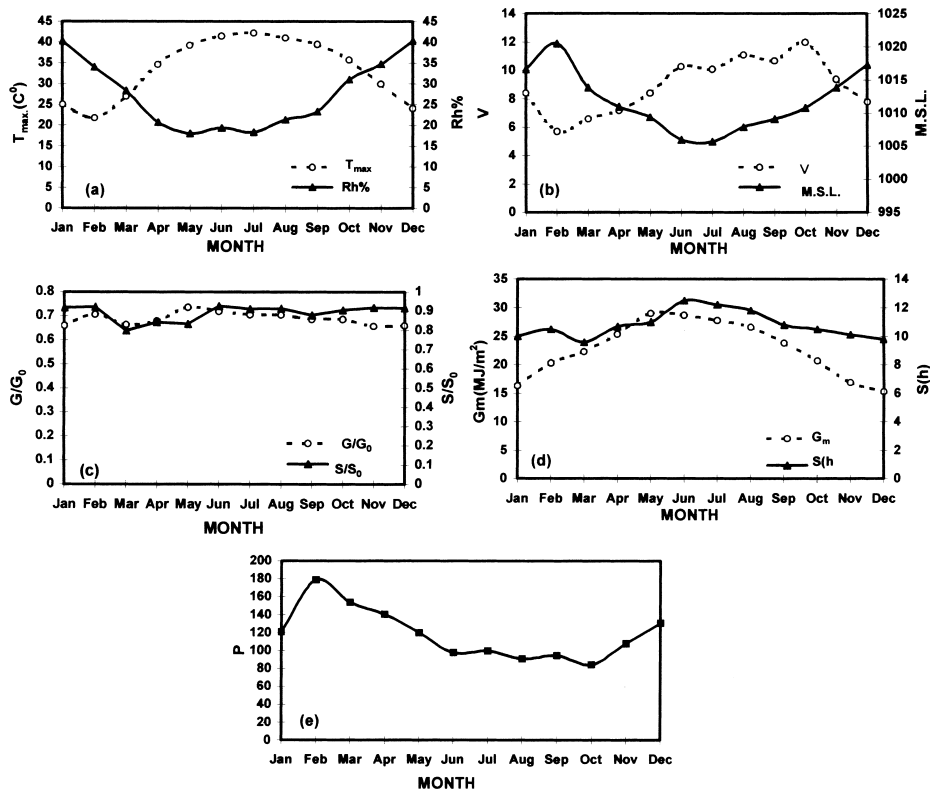 45
40
35
30
25
20
15
10
5
0
T max. (C°)
45
40
35
30
25
20
15
10
5
0
Rh%
(a)
T max
Rh%
Jan Feb Mar Apr May Jun Jul Aug Sep Oct Nov Dec
MONTH
14
12
10
8
6
4
2
0
V
1025
1020
1015
1010
1005
1000
995
M.S.L.
(b)
V
M.S.L.
Jan Feb Mar Apr May Jun Jul Aug Sep Oct Nov Dec
MONTH
0.8
0.7
0.6
0.5
0.4
0.3
0.2
0.1
0
G/G₀
1
0.9
0.8
0.7
0.6
0.5
0.4
0.3
0.2
0.1
0
S/S₀
(c)
G/G₀
S/S₀
Jan Feb Mar Apr May Jun Jul Aug Sep Oct Nov Dec
MONTH
35
30
25
20
15
10
5
0
Gm(MJ/m²)
14
12
10
8
6
4
2
0
S(h)
(d)
Gₘ
S(h
Jan Feb Mar Apr May Jun Jul Aug Sep Oct Nov Dec
MONTH
200
180
160
140
120
100
80
60
40
20
0
P
(e)
Jan Feb Mar Apr May Jun Jul Aug Sep Oct Nov Dec
MONTH